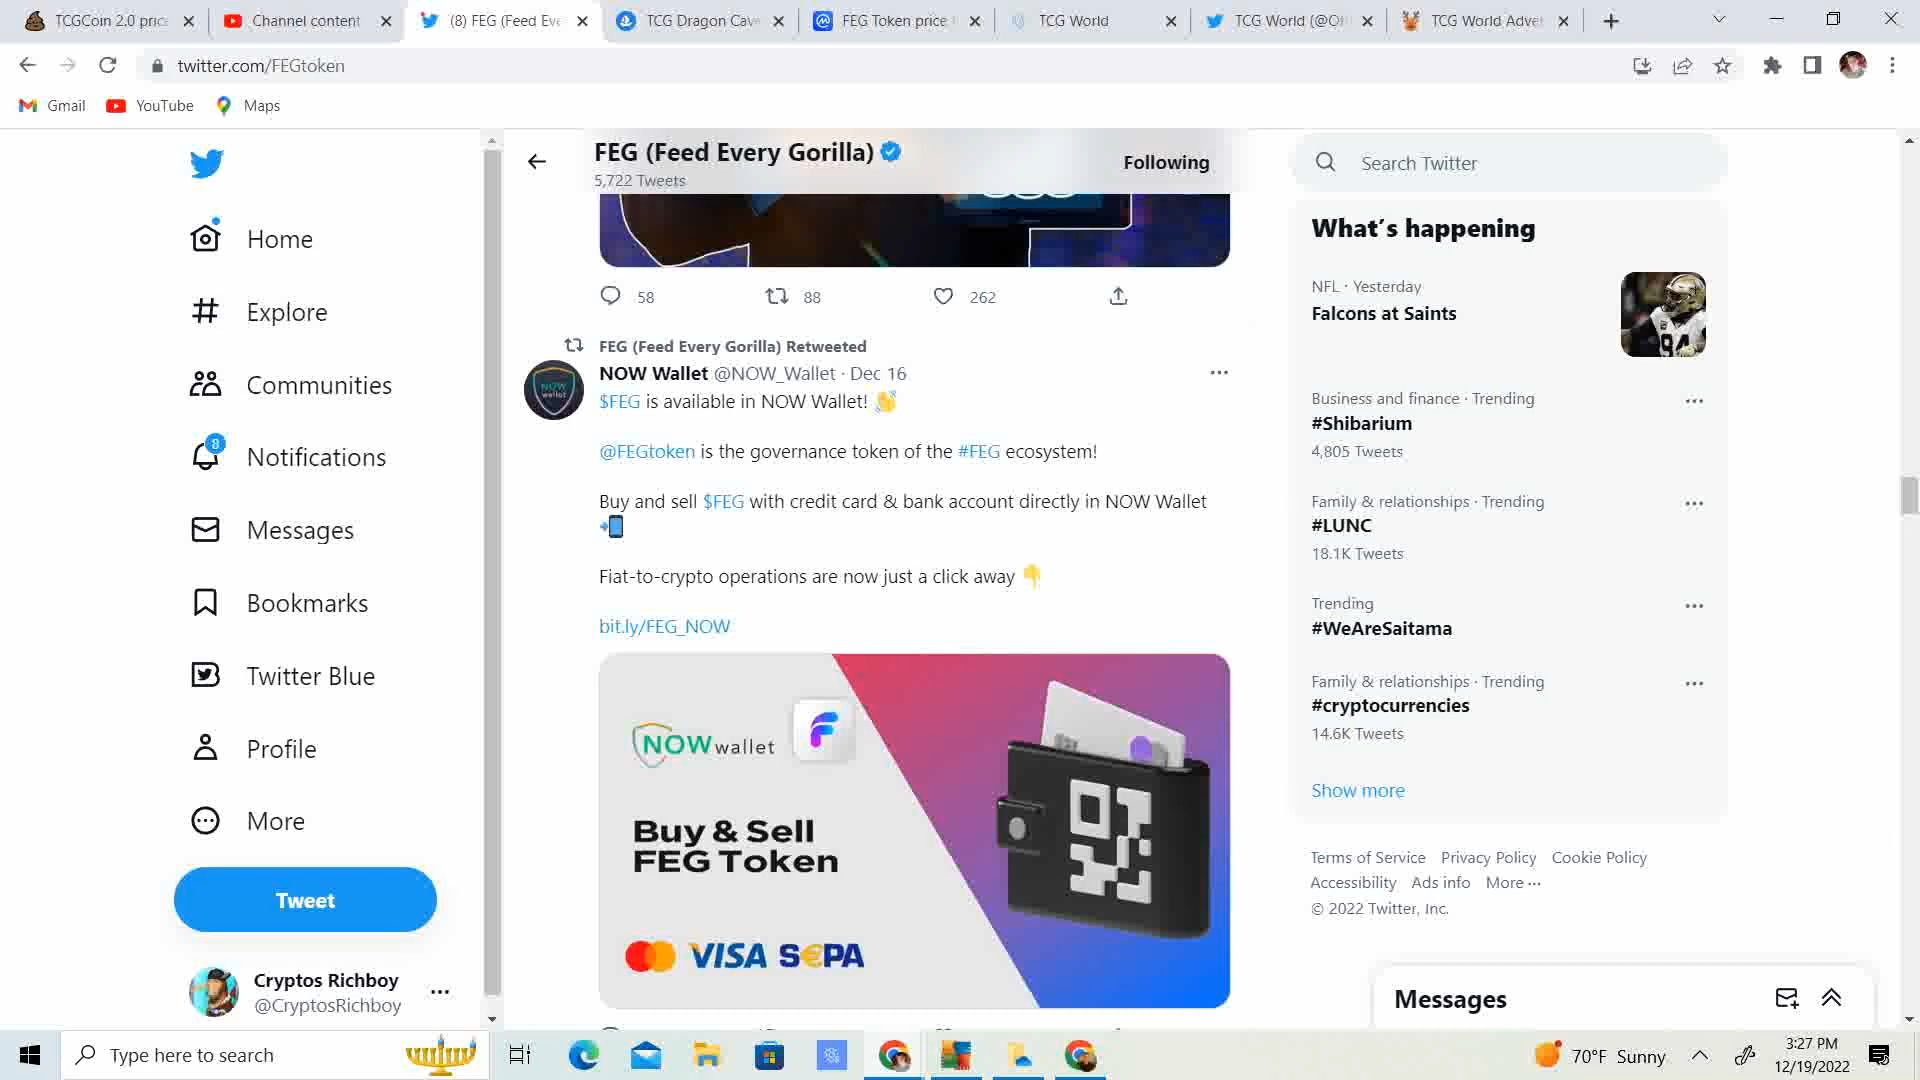 TCGCoin 2.0 pric
Channel content
(8) FEG (Feed Eve
TCG Dragon Cav
FEG Token price
TCG World
TCG World (@Of
TCG World Adve
twitter.com/FEGtoken
Gmail
YouTube
Maps
Home
Explore
Communities
8
Notifications
Messages
Bookmarks
Twitter Blue
Profile
More
Tweet
Cryptos Richboy
@CryptosRichboy
FEG (Feed Every Gorilla)
5,722 Tweets
Following
58
88
262
FEG (Feed Every Gorilla) Retweeted
NOW Wallet @NOW_Wallet · Dec 16
$FEG is available in NOW Wallet! 👋
@FEGtoken is the governance token of the #FEG ecosystem!
Buy and sell $FEG with credit card & bank account directly in NOW Wallet
📲
Fiat-to-crypto operations are now just a click away 👇
bit.ly/FEG_NOW
NOW wallet
Buy & Sell
FEG Token
VISA S€PA
Search Twitter
What's happening
NFL · Yesterday
Falcons at Saints
94
Business and finance · Trending
#Shibarium
4,805 Tweets
Family & relationships · Trending
#LUNC
18.1K Tweets
Trending
#WeAreSaitama
Family & relationships · Trending
#cryptocurrencies
14.6K Tweets
Show more
Terms of Service Privacy Policy Cookie Policy
Accessibility Ads info More ···
© 2022 Twitter, Inc.
Messages
Type here to search
70°F Sunny
3:27 PM
12/19/2022